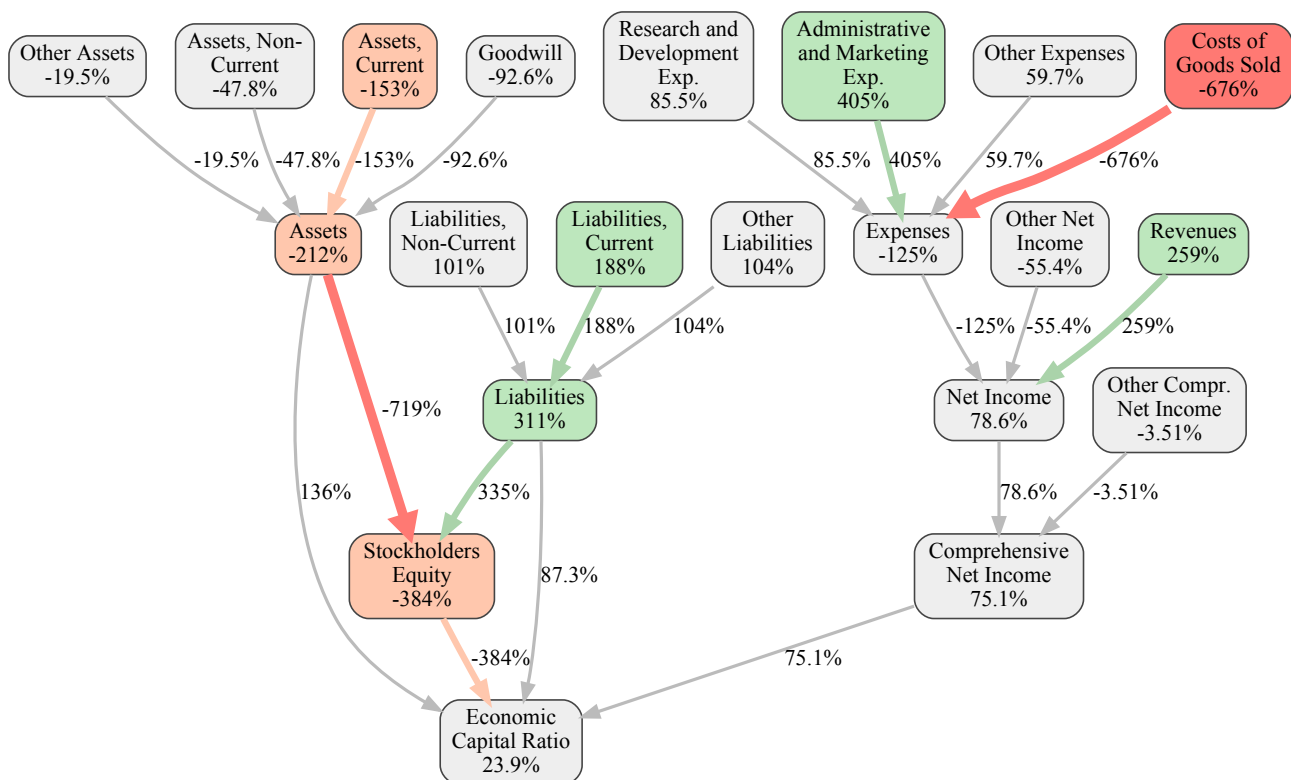 Other Assets
-19.5%
Assets, Non-
Current
-47.8%
Assets,
Current
-153%
Goodwill
-92.6%
Research and
Development
Exp.
85.5%
Administrative
and Marketing
Exp.
405%
Other Expenses
59.7%
Costs of
Goods Sold
-676%
-19.5%
-47.8%
-153%
-92.6%
85.5%
405%
59.7%
-676%
Assets
-212%
Liabilities,
Non-Current
101%
Liabilities,
Current
188%
Other
Liabilities
104%
Expenses
-125%
Other Net
Income
-55.4%
Revenues
259%
101%
188%
104%
-125%
-55.4%
259%
-719%
Liabilities
311%
Net Income
78.6%
Other Compr.
Net Income
-3.51%
136%
335%
78.6%
-3.51%
Stockholders
Equity
-384%
87.3%
Comprehensive
Net Income
75.1%
-384%
75.1%
Economic
Capital Ratio
23.9%